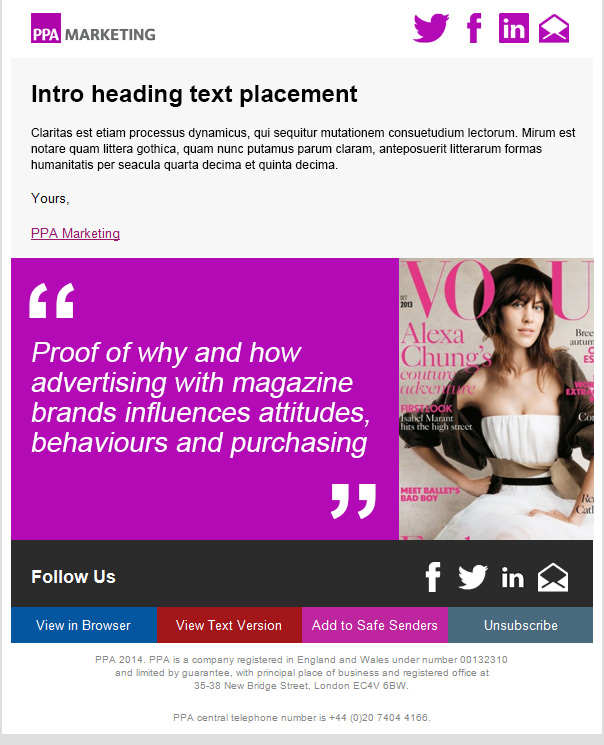 PPA MARKETING
Intro heading text placement
Claritas est etiam processus dynamicus, qui sequitur mutationem consuetudium lectorum. Mirum est
notare quam littera gothica, quam nunc putamus parum claram, anteposuerit litterarum formas
humanitatis per seacula quarta decima et quinta decima.
Yours,
PPA Marketing
“
Proof of why and how
advertising with magazine
brands influences attitudes,
behaviours and purchasing
”
VOGU
OCT
2013
Alexa
Chung's
couture
adventure
FIRST LOOK
Isabel Marant
hits the high street
MEET BALLET'S
BAD BOY
Follow Us
View in Browser
View Text Version
Add to Safe Senders
Unsubscribe
PPA 2014. PPA is a company registered in England and Wales under number 00132310
and limited by guarantee, with principal place of business and registered office at
35-38 New Bridge Street, London EC4V 6BW.
PPA central telephone number is +44 (0)20 7404 4166.